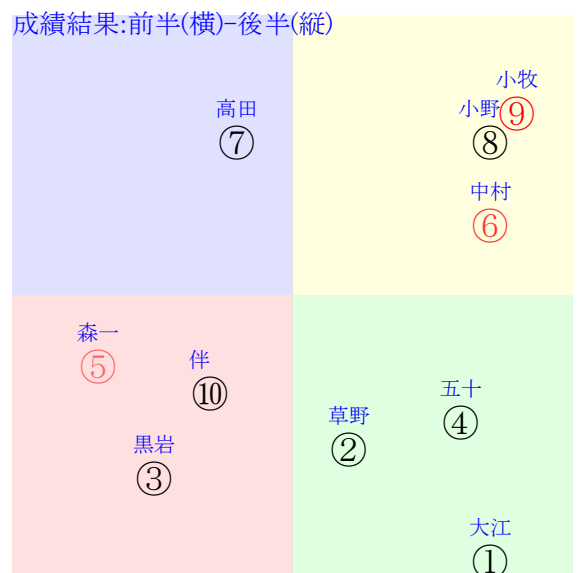 成績結果:前半(横)-後半(縦)
小牧
⑨
高田
⑦
小野
⑧
中村
⑥
森一
⑤
伴
⑩
五十
④
草野
②
黒岩
③
大江
①